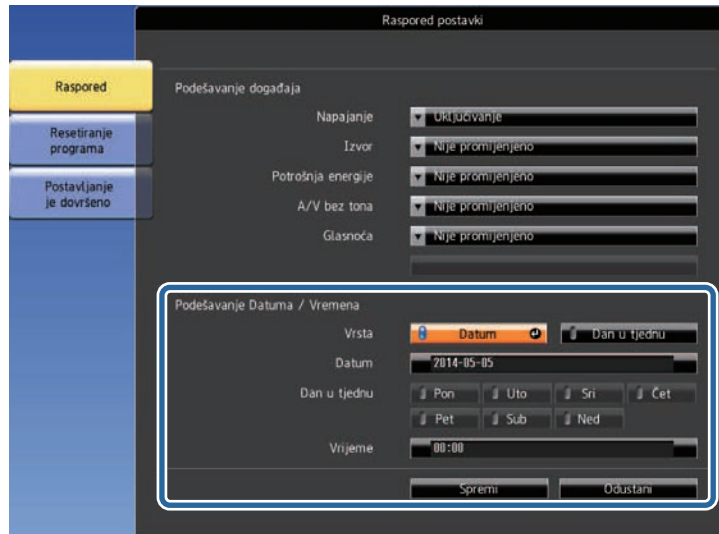 Raspored postavki
Raspored
Resetiranje
programa
Postavljanje
je dovršeno
Podešavanje događaja
Napajanje Uključivanje
Izvor Nije promijenjeno
Potrošnja energije Nije promijenjeno
A/V bez tona Nije promijenjeno
Glasnoća Nije promijenjeno
Podešavanje Datuma / Vremena
Vrsta Datum Dan u tjednu
Datum 2014-05-05
Dan u tjednu Pon Uto Sri Čet
Pet Sub Ned
Vrijeme 00:00
Spremi Odustani